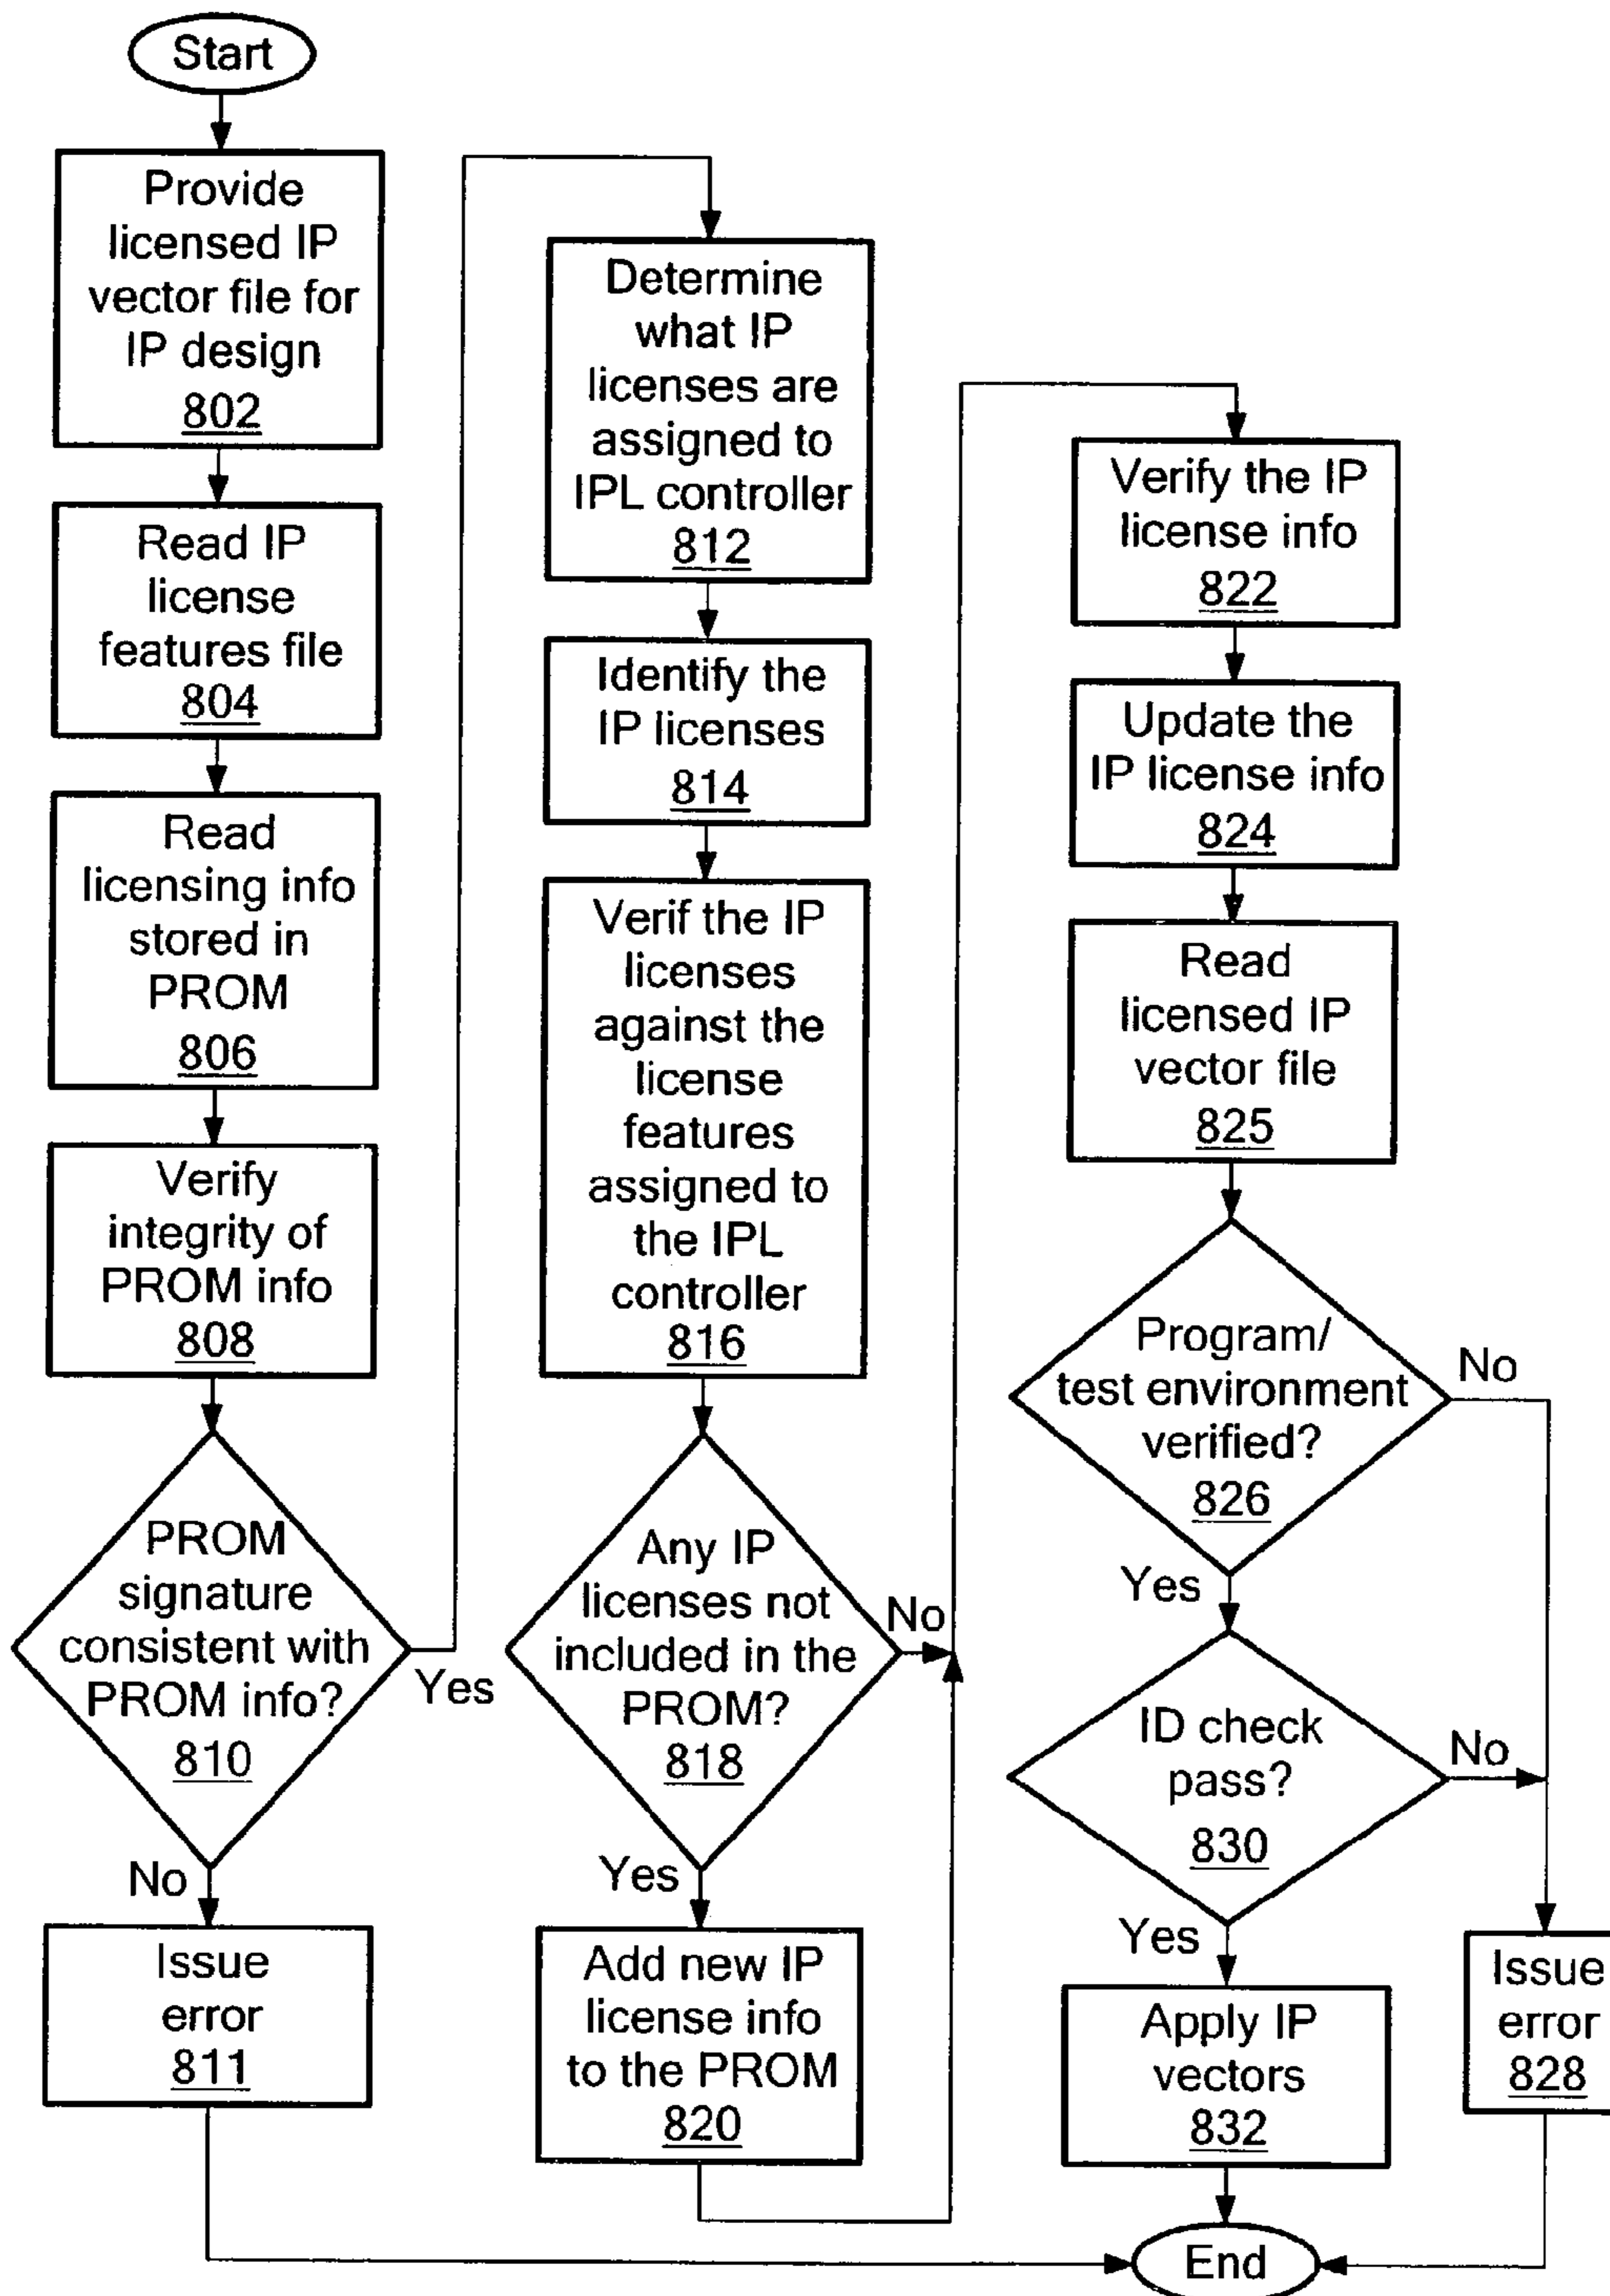 Start
Provide
licensed IP
vector file for
IP design
802
Read IP
license
features file
804
Read
licensing info
stored in
PROM
806
Verify
integrity of
PROM info
808
PROM
signature
consistent with
PROM info?
810
Yes
No
Issue
error
811
Determine
what IP
licenses are
assigned to
IPL controller
812
Identify the
IP licenses
814
Verif the IP
licenses
against the
license
features
assigned to
the IPL
controller
816
Any IP
licenses not
included in the
PROM?
818
No
Yes
Add new IP
license info
to the PROM
820
Verify the IP
license info
822
Update the
IP license info
824
Read
licensed IP
vector file
825
Program/
test environment
verified?
826
No
Yes
ID check
pass?
830
No
Yes
Apply IP
vectors
832
Issue
error
828
End